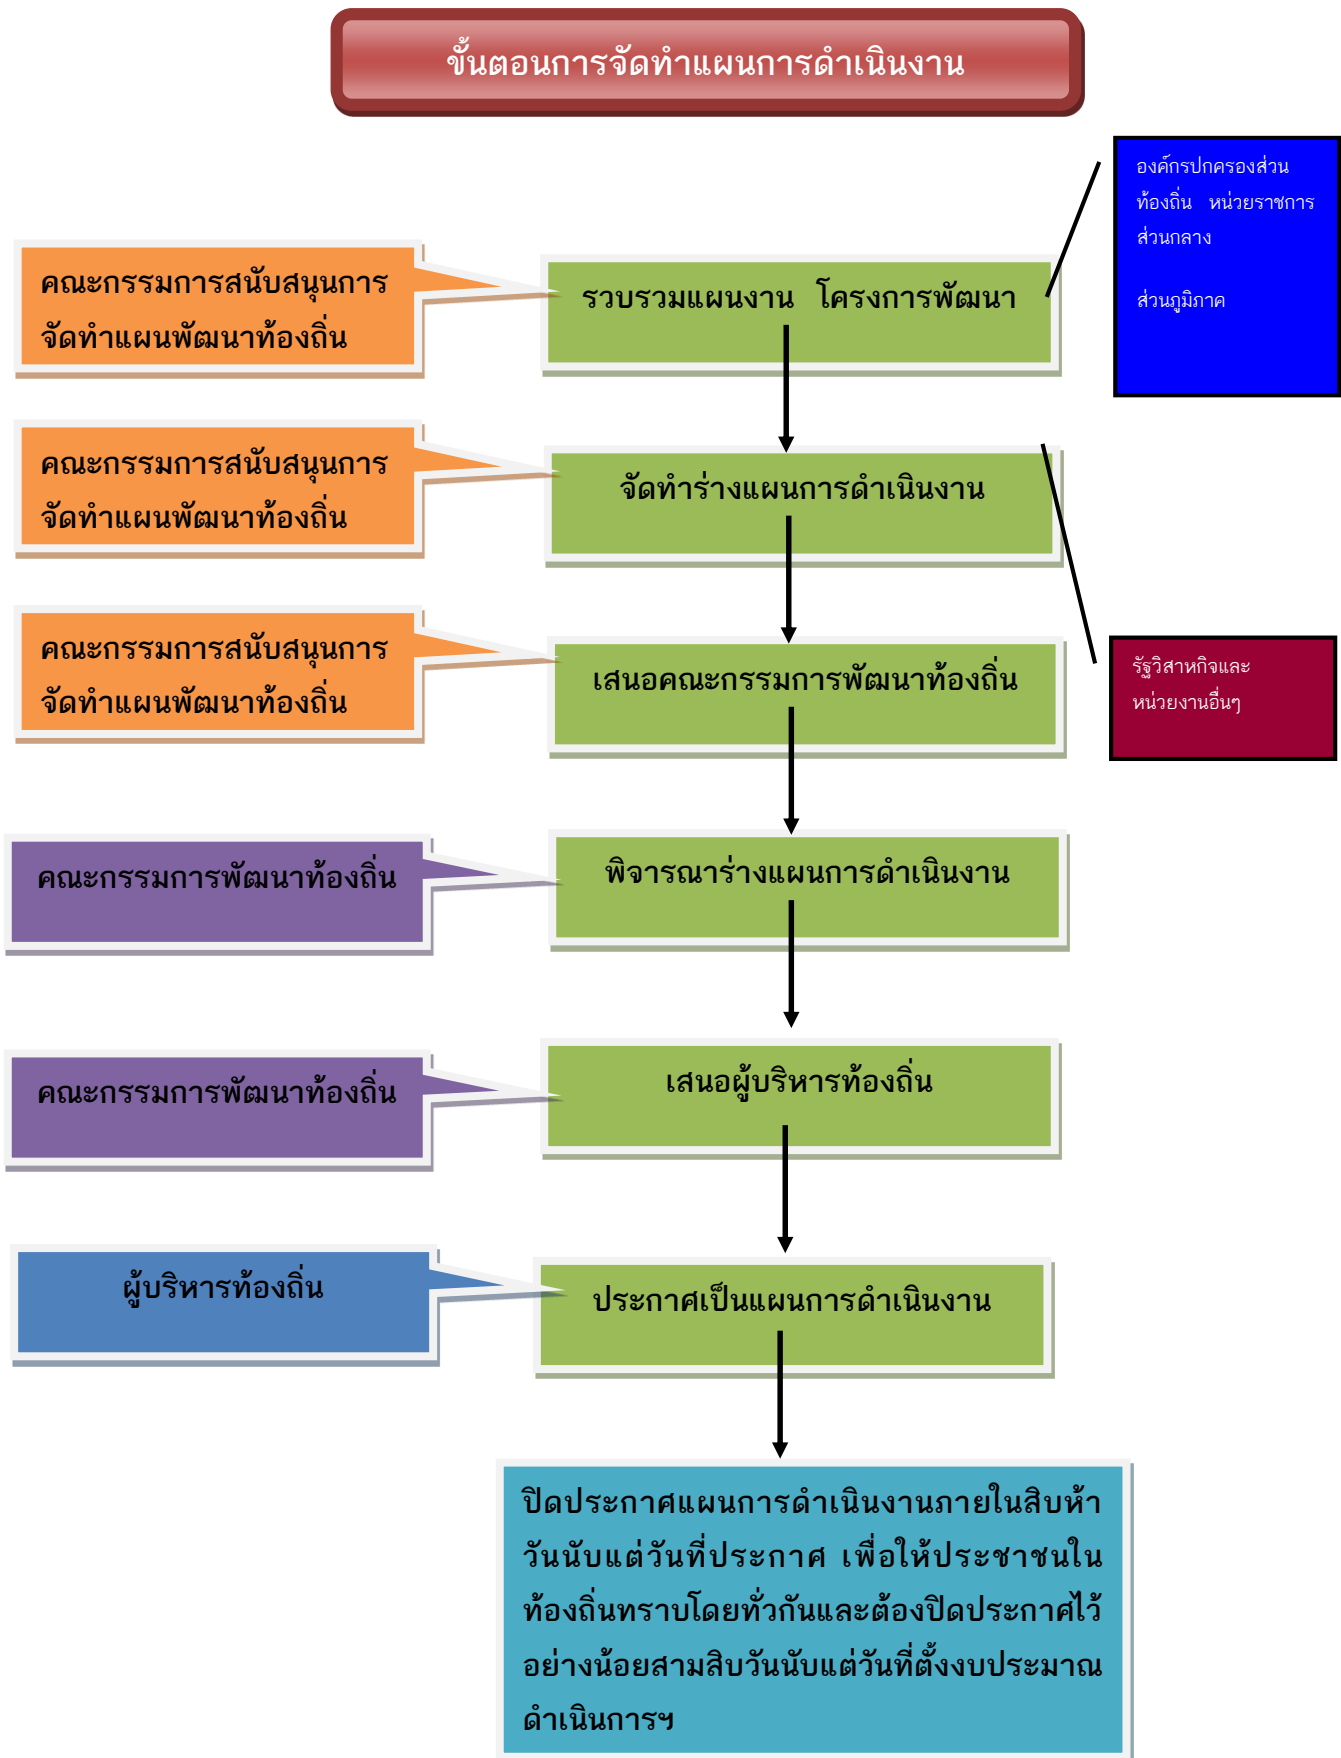 ขั้นตอนการจัดทำแผนการดำเนินงาน
องค์กรปกครองส่วน
ท้องถิ่น หน่วยราชการ
ส่วนกลาง
ส่วนภูมิภาค
คณะกรรมการสนับสนุนการ
จัดทำแผนพัฒนาท้องถิ่น
รวบรวมแผนงาน โครงการพัฒนา
คณะกรรมการสนับสนุนการ
จัดทำแผนพัฒนาท้องถิ่น
จัดทำร่างแผนการดำเนินงาน
คณะกรรมการสนับสนุนการ
จัดทำแผนพัฒนาท้องถิ่น
เสนอคณะกรรมการพัฒนาท้องถิ่น
รัฐวิสาหกิจและ
หน่วยงานอื่นๆ
คณะกรรมการพัฒนาท้องถิ่น
พิจารณาร่างแผนการดำเนินงาน
คณะกรรมการพัฒนาท้องถิ่น
เสนอผู้บริหารท้องถิ่น
ผู้บริหารท้องถิ่น
ประกาศเป็นแผนการดำเนินงาน
ปิดประกาศแผนการดำเนินงานภายในสิบห้า
วันนับแต่วันที่ประกาศ เพื่อให้ประชาชนใน
ท้องถิ่นทราบโดยทั่วกันและต้องปิดประกาศไว้
อย่างน้อยสามสิบวันนับแต่วันที่ตั้งงบประมาณ
ดำเนินการฯ